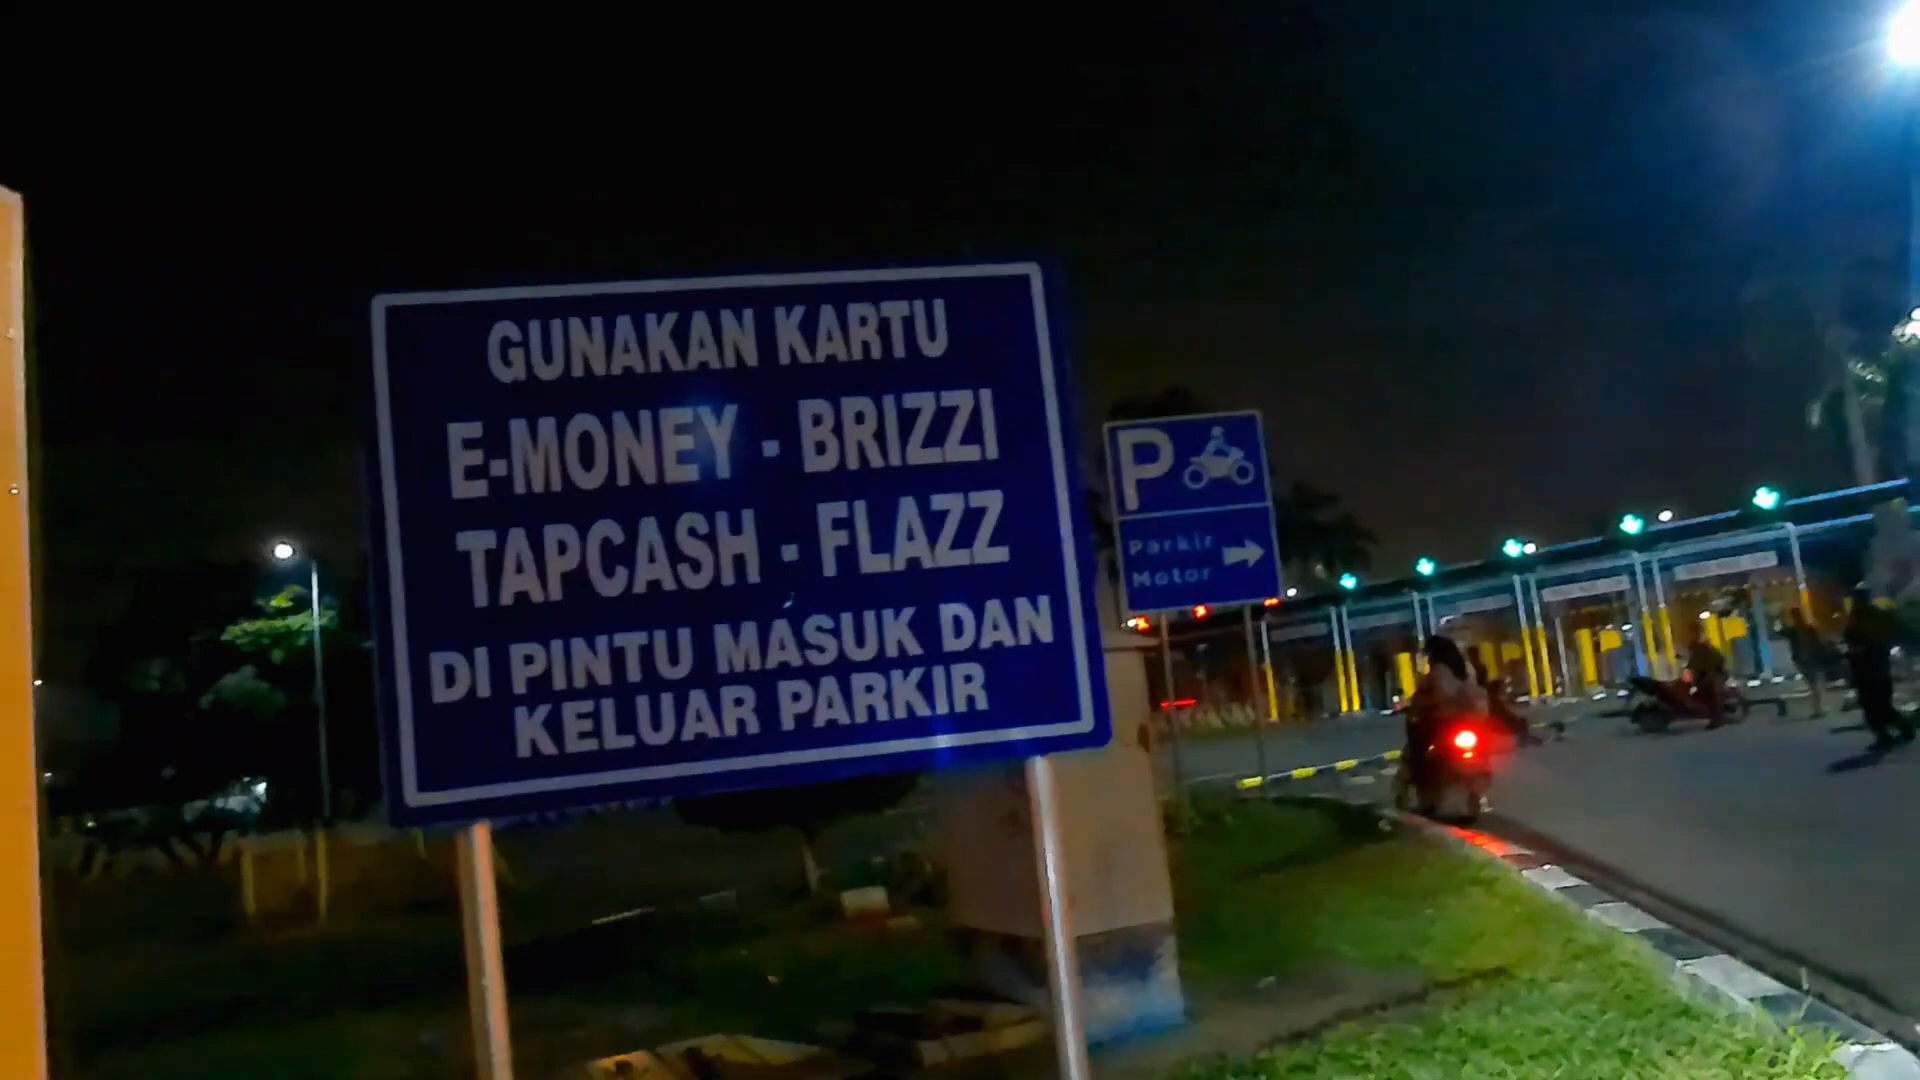 GUNAKAN KARTU
E-MONEY - BRIZZI
TAPCASH - FLAZZ
DI PINTU MASUK DAN
KELUAR PARKIR
P
Parkir
Motor